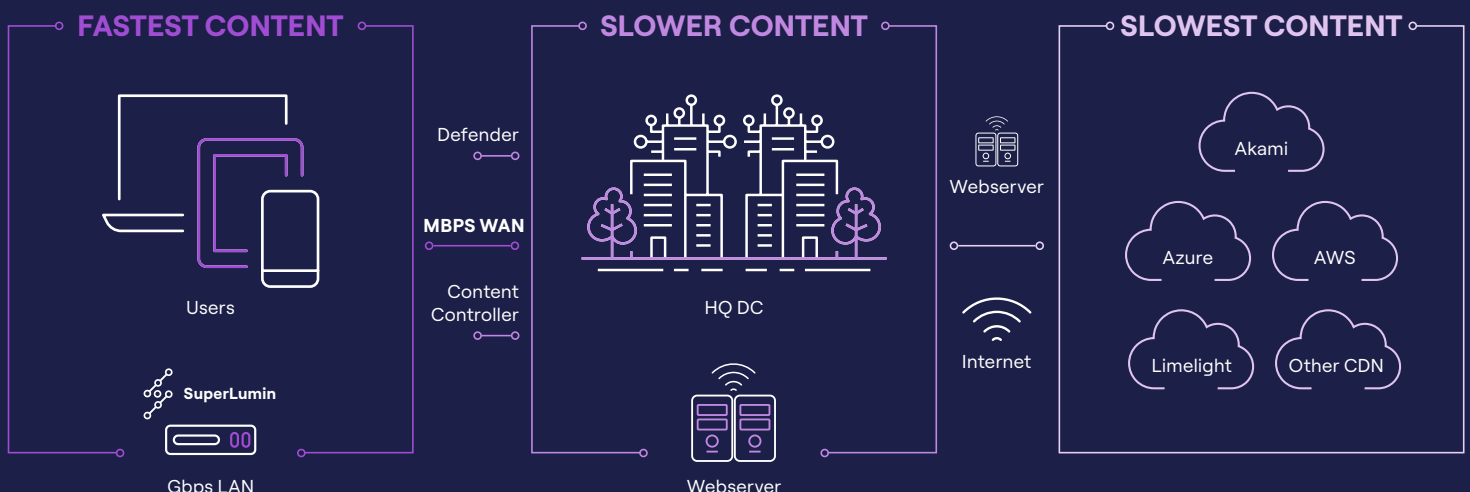 FASTEST CONTENT
Users
SuperLumin
00
Gbps LAN
Defender
MBPS WAN
Content
Controller
SLOWER CONTENT
HQ DC
Webserver
Webserver
Internet
SLOWEST CONTENT
Akami
Azure
AWS
Limelight
Other CDN